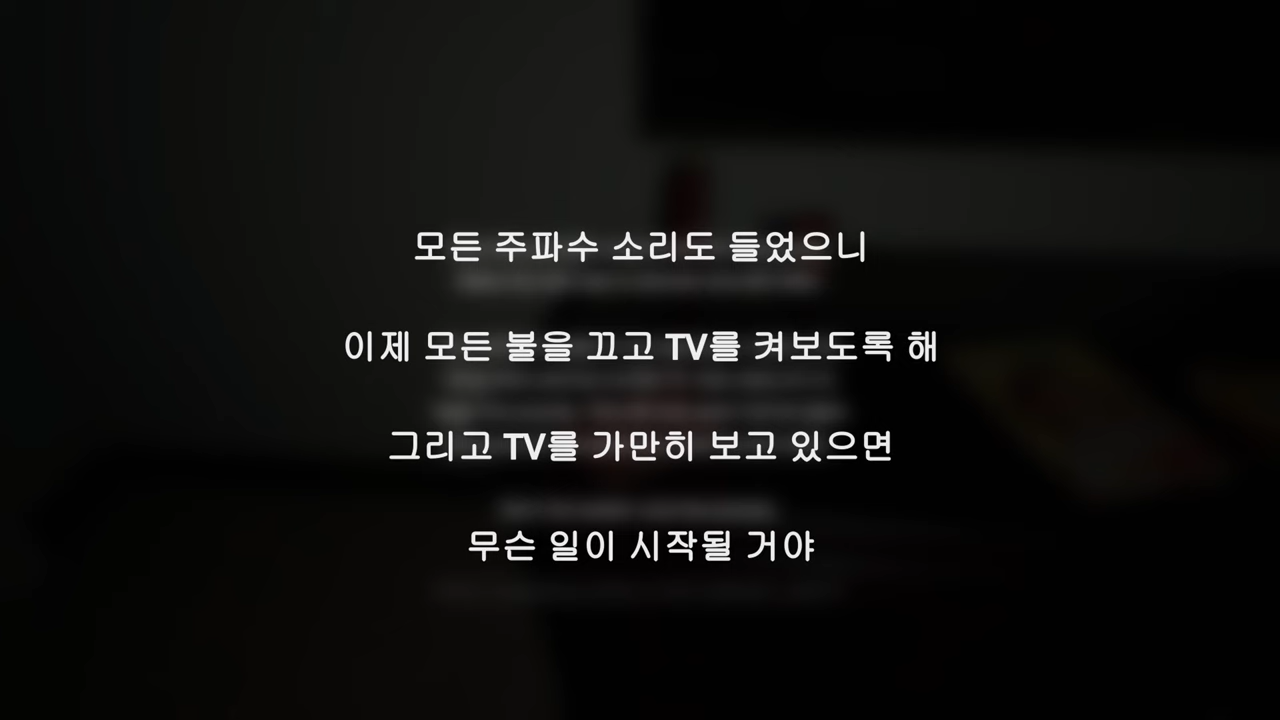 모든 주파수 소리도 들었으니
이제 모든 불을 끄고 TV를 켜보도록 해
그리고 TV를 가만히 보고 있으면
무슨 일이 시작될 거야